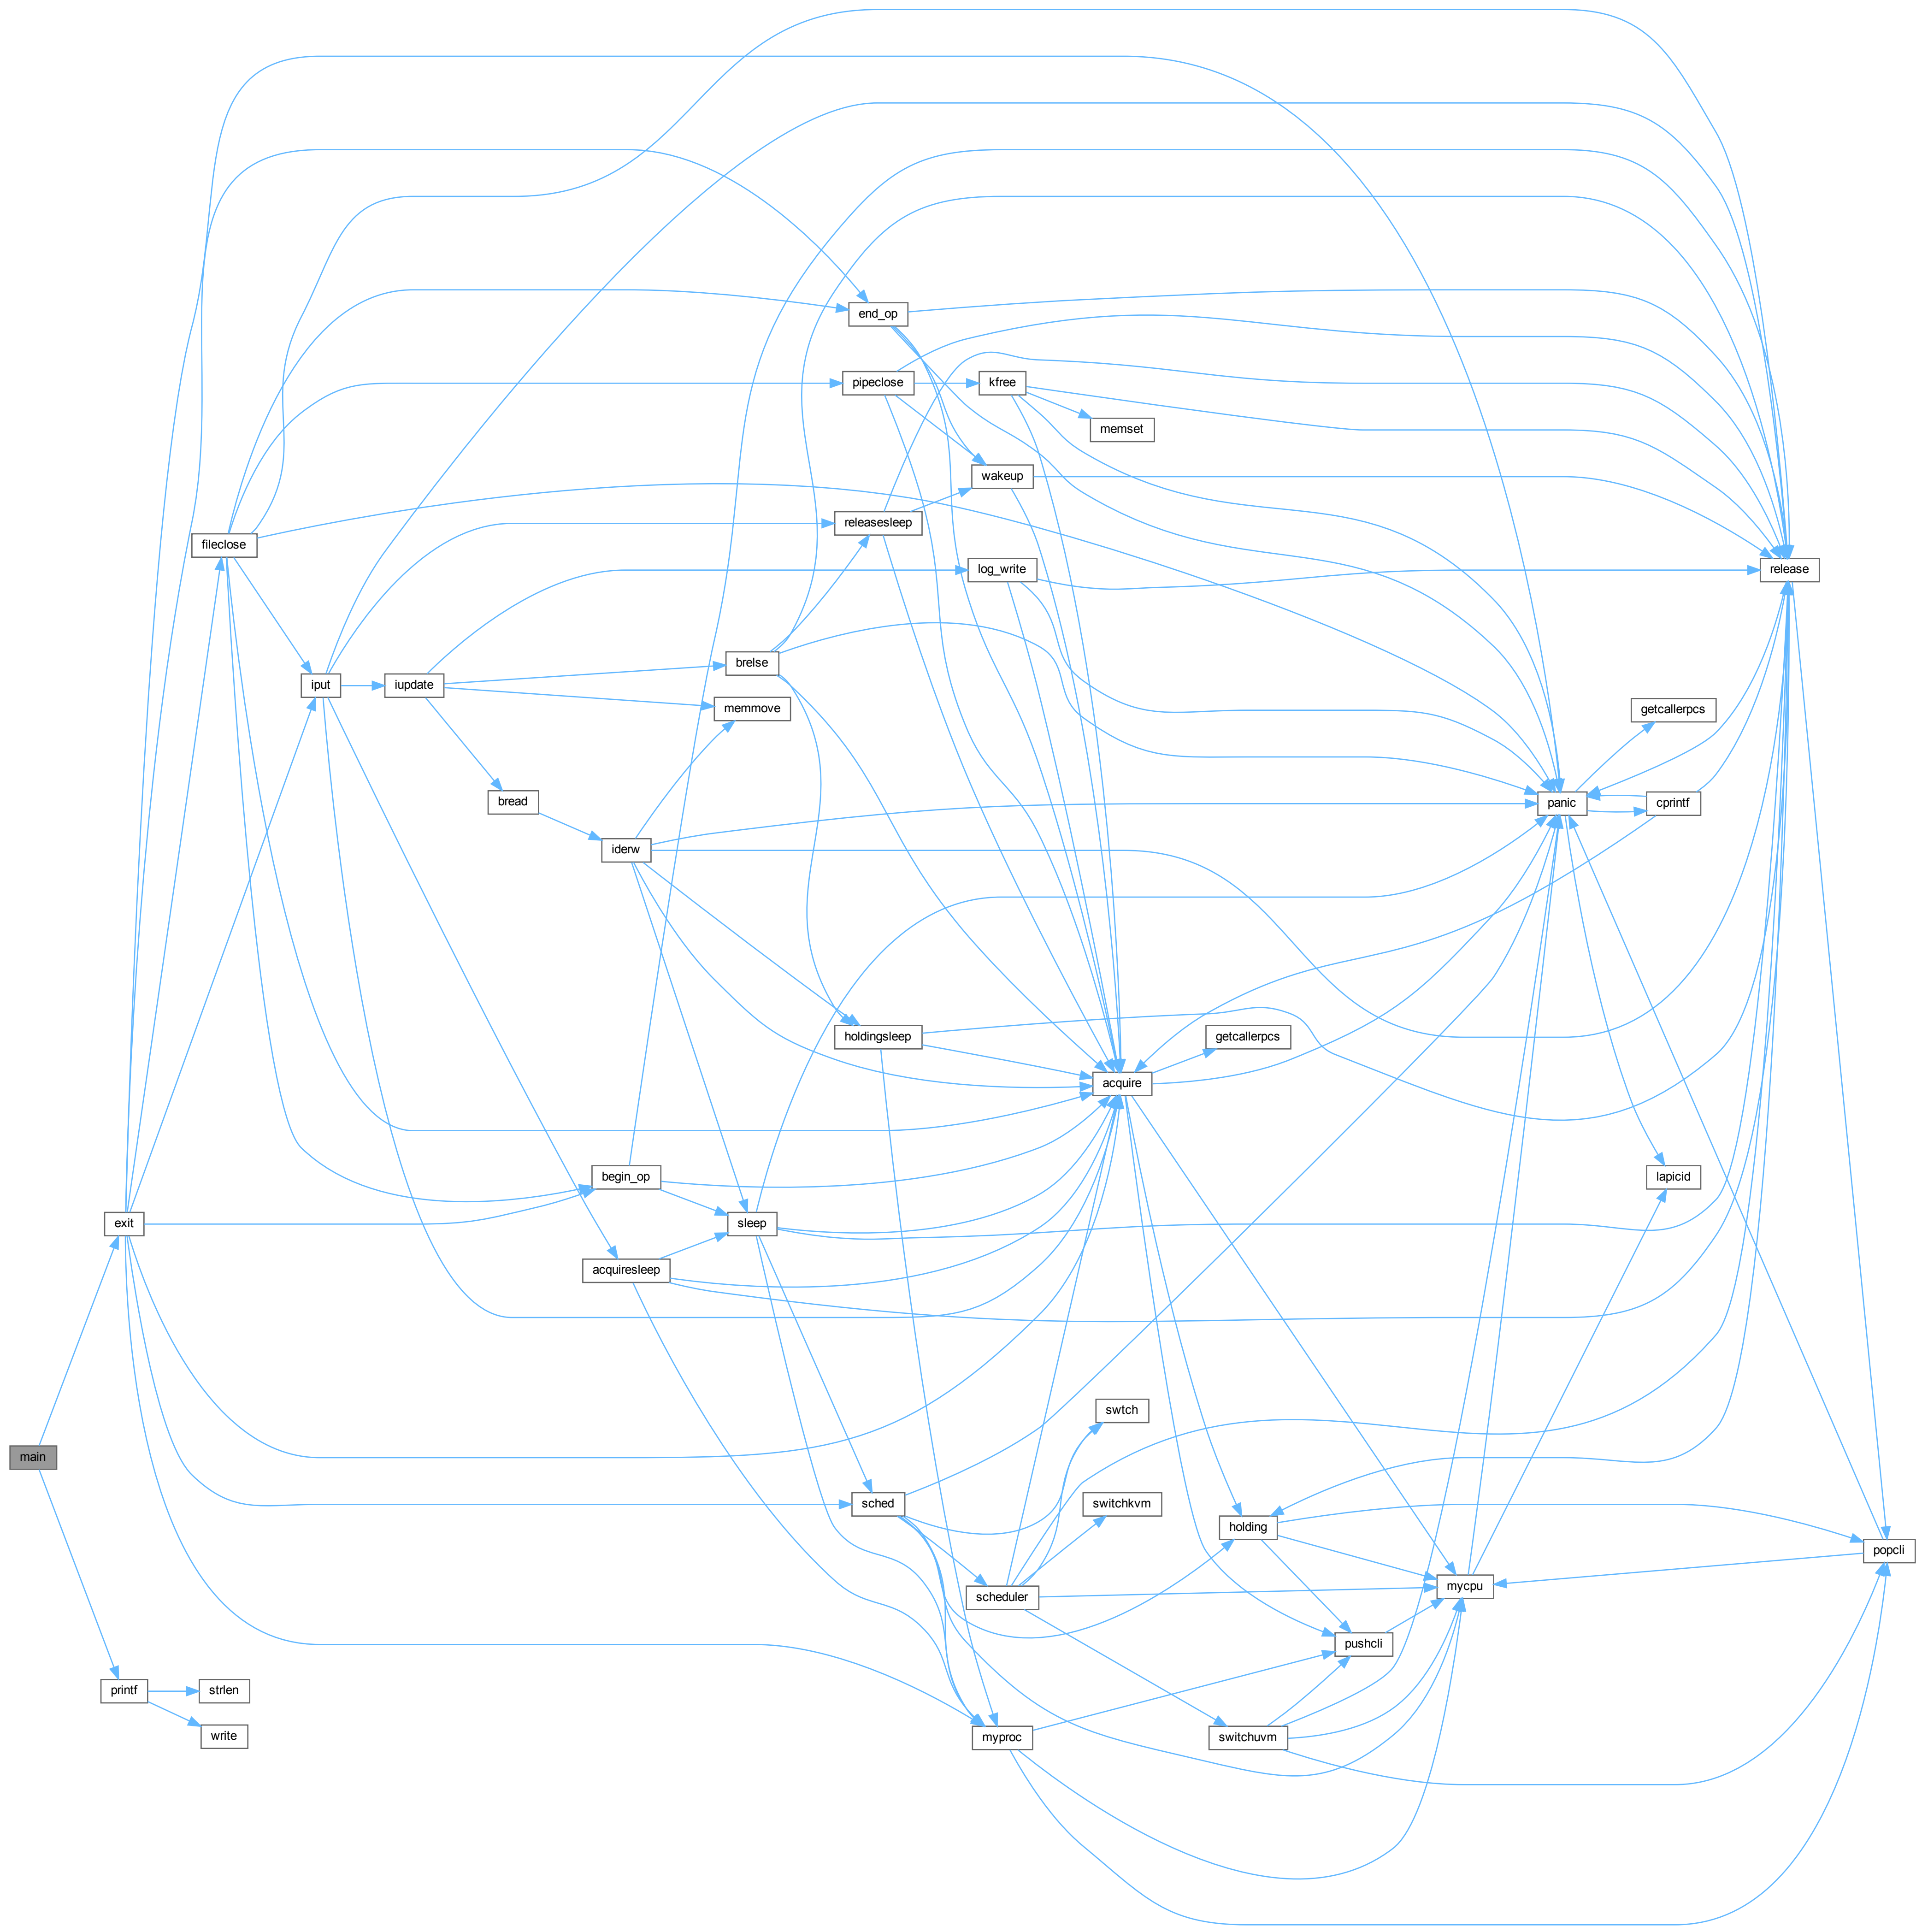 end_op
pipeclose
kfree
memset
wakeup
releasesleep
fileclose
log_write
release
brelse
iput
iupdate
memmove
getcallerpcs
bread
panic
cprintf
iderw
holdingsleep
getcallerpcs
acquire
begin_op
lapicid
exit
sleep
acquiresleep
swtch
main
sched
switchkvm
holding
popcli
mycpu
scheduler
pushcli
printf
strlen
write
myproc
switchuvm